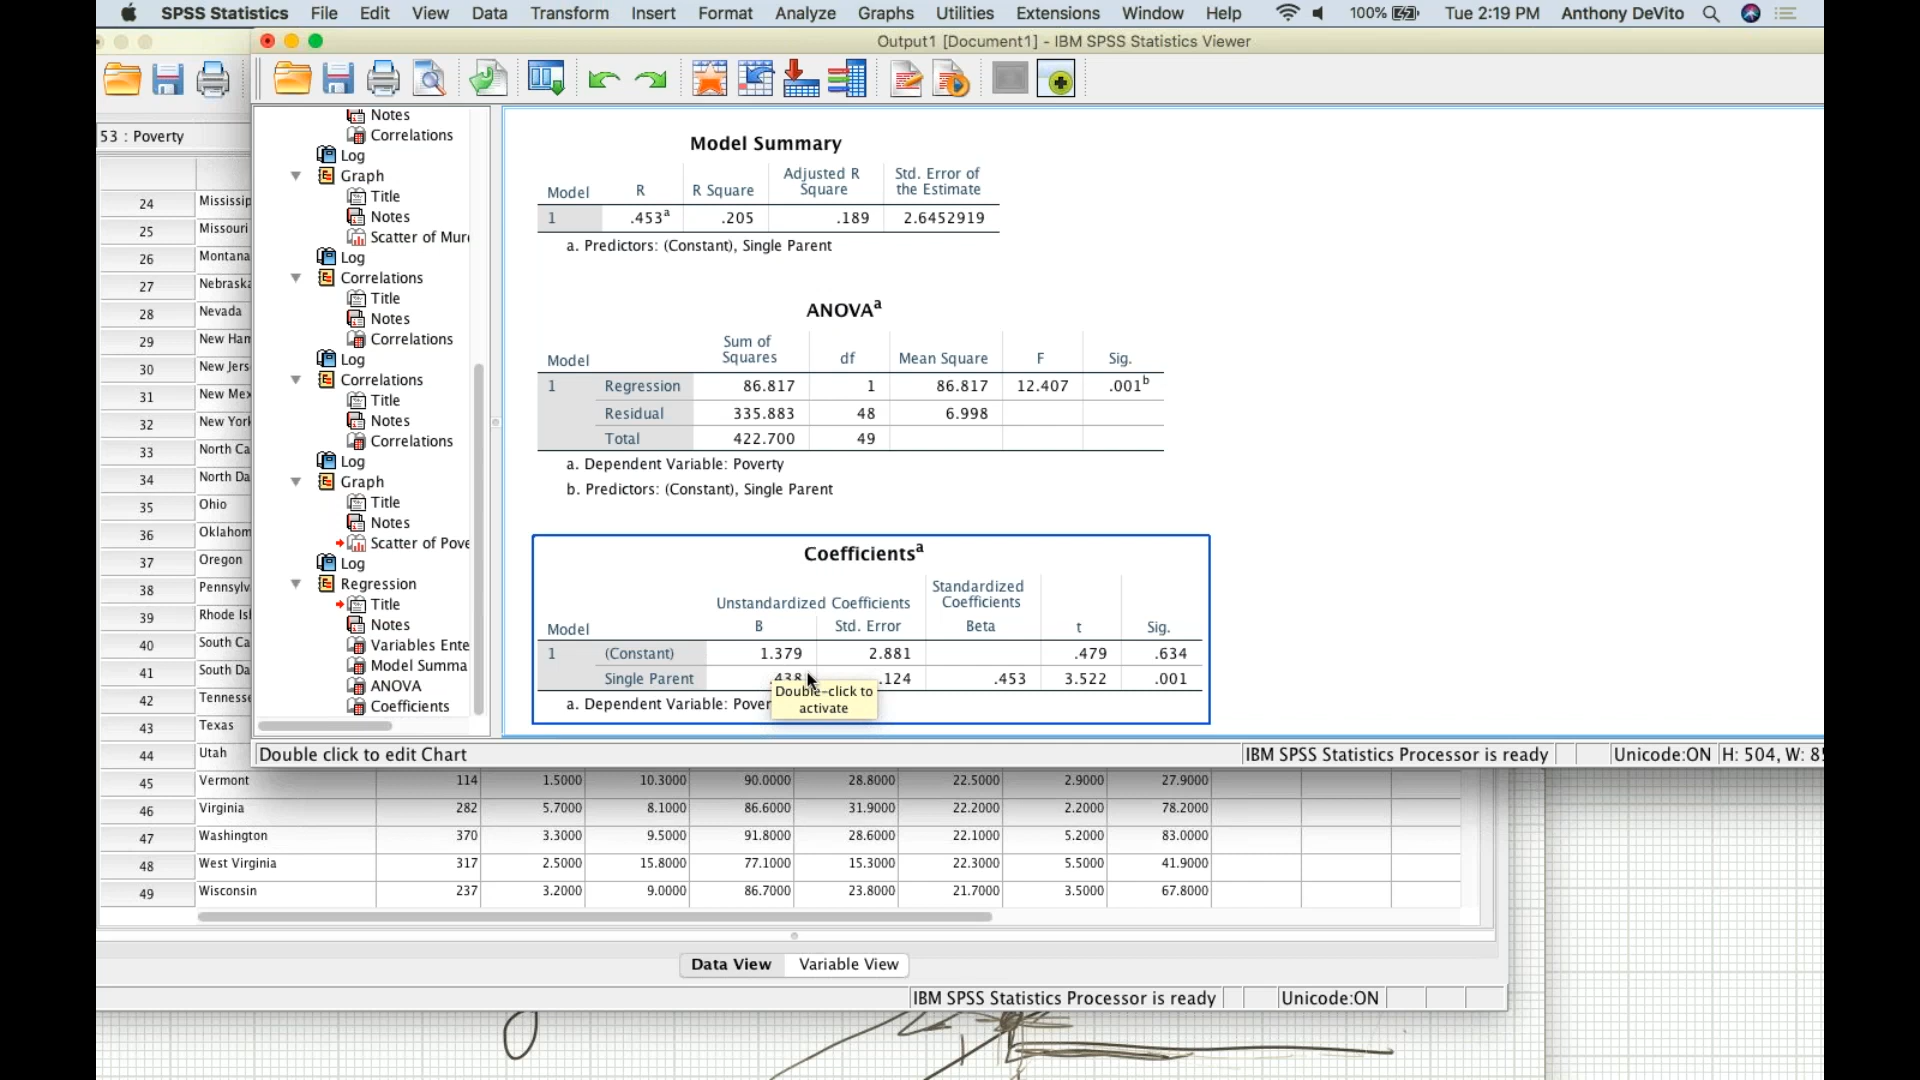 SPSS Statistics File Edit View Data Transform Insert Format Analyze Graphs Utilities Extensions Window Help 100% Tue 2:19 PM Anthony DeVito
Output1 [Document1] - IBM SPSS Statistics Viewer
53 : Poverty
24 Mississip
25 Missouri
26 Montana
27 Nebraska
28 Nevada
29 New Ham
30 New Jers
31 New Mex
32 New York
33 North Ca
34 North Da
35 Ohio
36 Oklahom
37 Oregon
38 Pennsylv
39 Rhode Isl
40 South Ca
41 South Da
42 Tennesse
43 Texas
44 Utah
Notes
Correlations
Log
Graph
Title
Notes
Scatter of Mur
Log
Correlations
Title
Notes
Correlations
Log
Correlations
Title
Notes
Correlations
Log
Graph
Title
Notes
Scatter of Pove
Log
Regression
Title
Notes
Variables Ente
Model Summa
ANOVA
Coefficients
Model Summary
Model R R Square Adjusted R Square Std. Error of the Estimate
1 .453a .205 .189 2.6452919
a. Predictors: (Constant), Single Parent
ANOVAa
Model Sum of Squares df Mean Square F Sig.
1 Regression 86.817 1 86.817 12.407 .001b
Residual 335.883 48 6.998
Total 422.700 49
a. Dependent Variable: Poverty
b. Predictors: (Constant), Single Parent
Coefficientsa
Unstandardized Coefficients Standardized Coefficients
Model B Std. Error Beta t Sig.
1 (Constant) 1.379 2.881 .479 .634
Single Parent .438 .124 .453 3.522 .001
a. Dependent Variable: Pover
Double-click to
activate
Double click to edit Chart IBM SPSS Statistics Processor is ready Unicode:ON H: 504, W: 85
45 Vermont 114 1.5000 10.3000 90.0000 28.8000 22.5000 2.9000 27.9000
46 Virginia 282 5.7000 8.1000 86.6000 31.9000 22.2000 2.2000 78.2000
47 Washington 370 3.3000 9.5000 91.8000 28.6000 22.1000 5.2000 83.0000
48 West Virginia 317 2.5000 15.8000 77.1000 15.3000 22.3000 5.5000 41.9000
49 Wisconsin 237 3.2000 9.0000 86.7000 23.8000 21.7000 3.5000 67.8000
Data View Variable View
IBM SPSS Statistics Processor is ready Unicode:ON